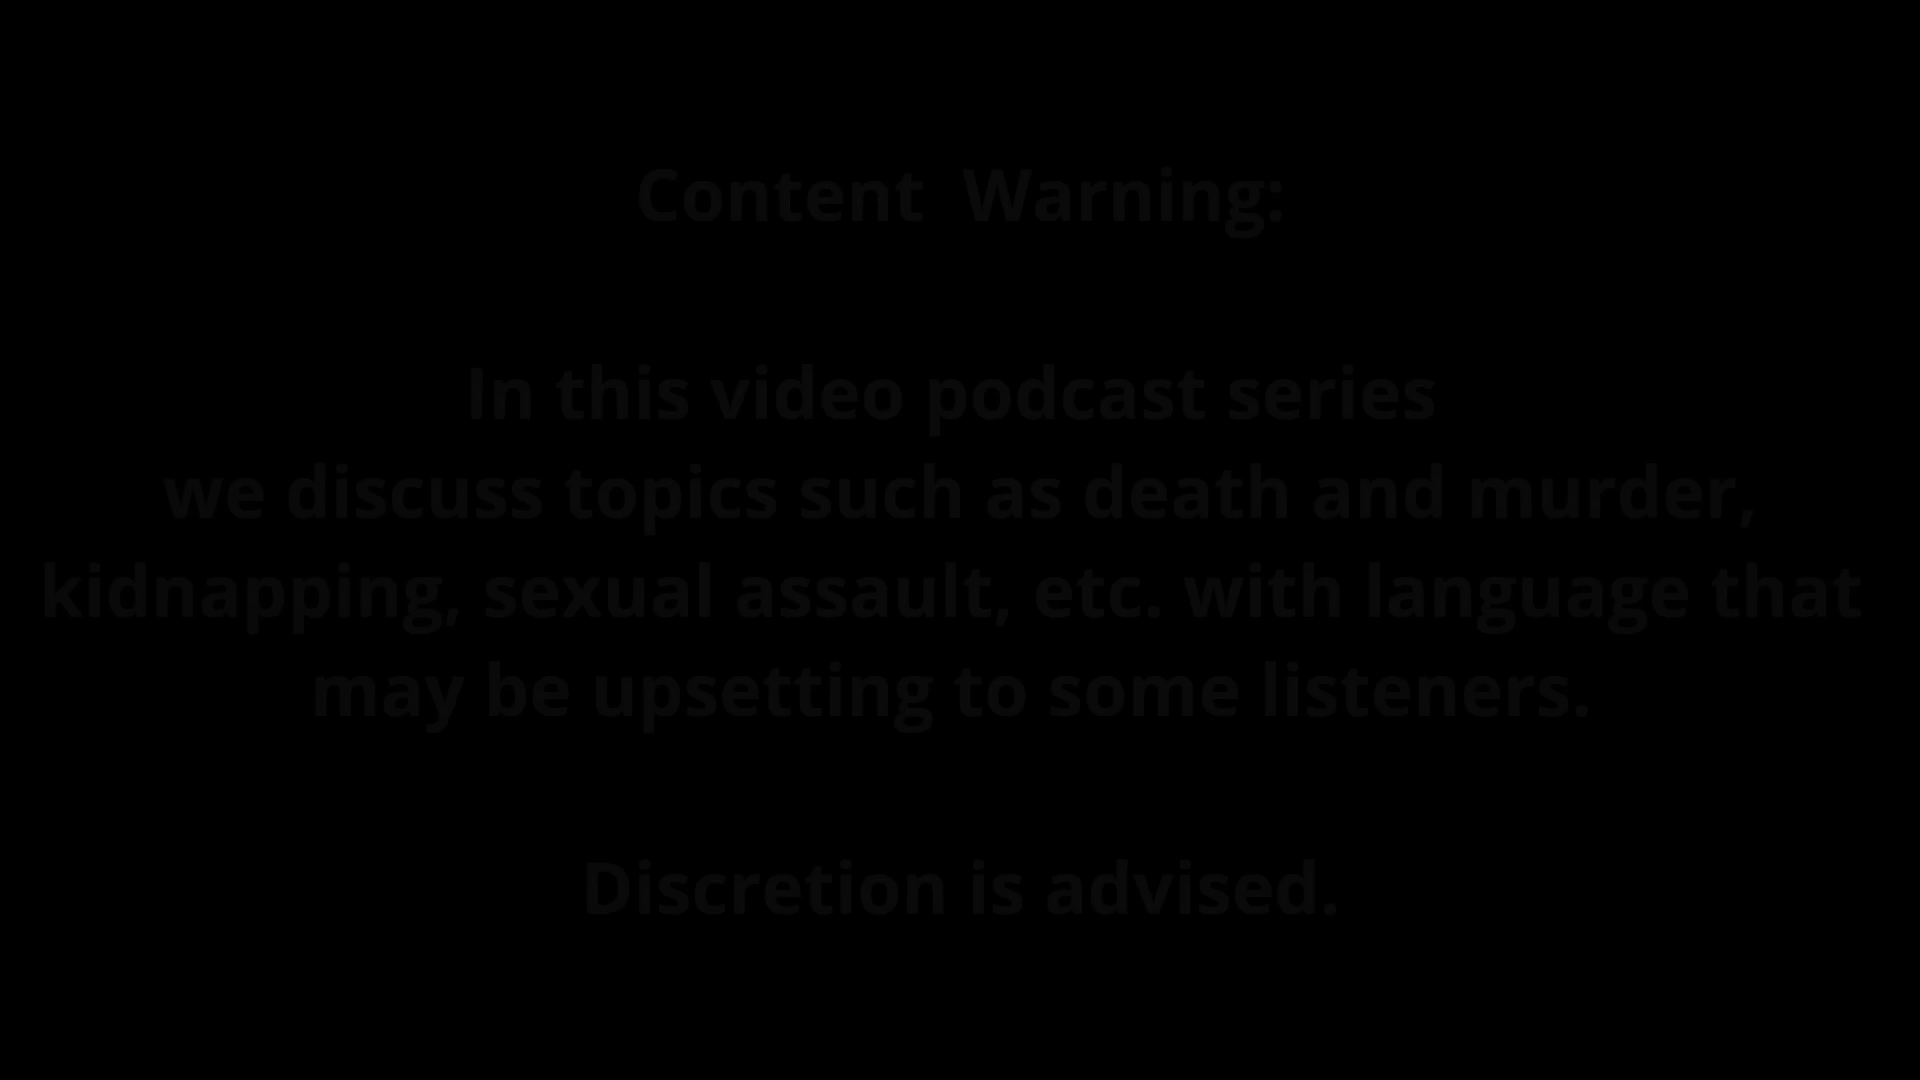 Content  Warning:
In this video podcast series
we discuss topics such as death and murder,
kidnapping, sexual assault, etc. with language that
may be upsetting to some listeners.
Discretion is advised.